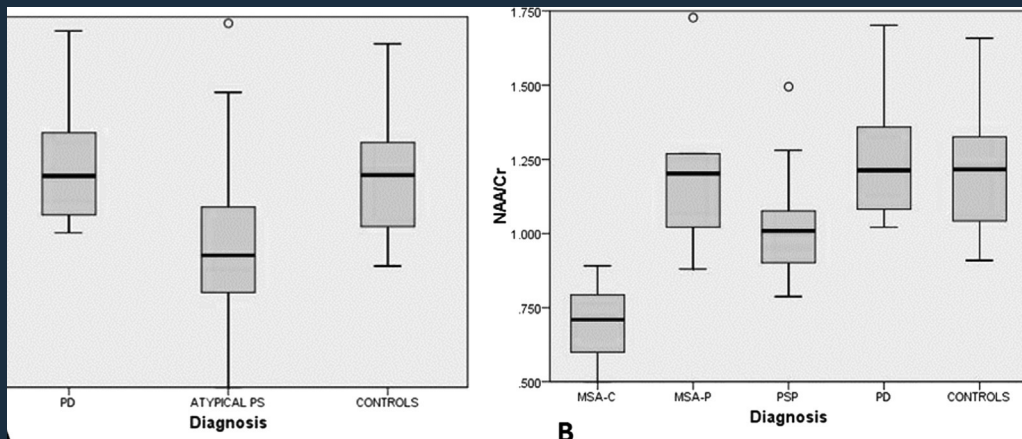 PD
ATYPICAL PS
CONTROLS
Diagnosis
NAA/Cr
1.750
1.500
1.250
1.000
.750
.500
MSA-C
MSA-P
PSP
PD
CONTROLS
Diagnosis
B